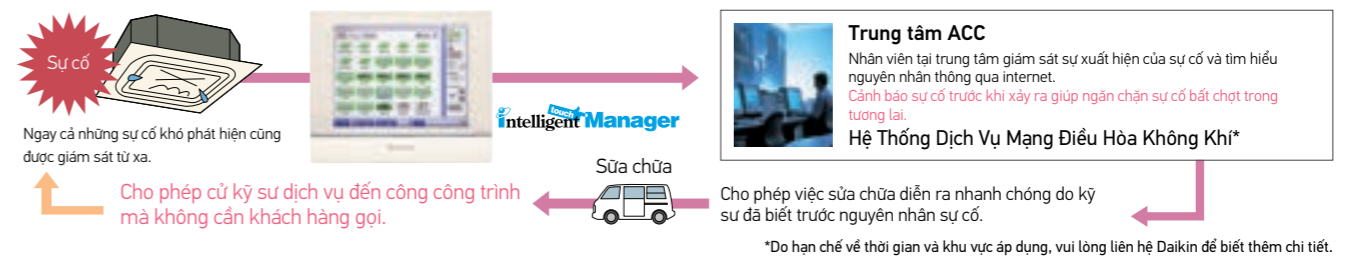 Sự cố
Ngay cả những sự cố khó phát hiện cũng
được giám sát từ xa.
touch
intelligent Manager
Trung tâm ACC
Nhân viên tại trung tâm giám sát sự xuất hiện của sự cố và tìm hiểu
nguyên nhân thông qua internet.
Cảnh báo sự cố trước khi xảy ra giúp ngăn chặn sự cố bất chợt trong
tương lai.
Hệ Thống Dịch Vụ Mạng Điều Hòa Không Khí*
Cho phép việc sửa chữa diễn ra nhanh chóng do kỹ
sư đã biết trước nguyên nhân sự cố.
Sữa chữa
Cho phép cử kỹ sư dịch vụ đến công công trình
mà không cần khách hàng gọi.
*Do hạn chế về thời gian và khu vực áp dụng, vui lòng liên hệ Daikin để biết thêm chi tiết.